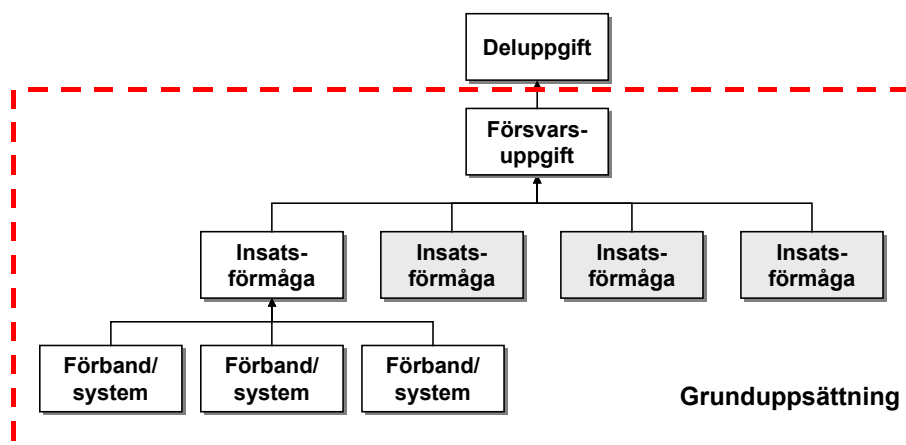 Deluppgift
Försvars-
uppgift
Insats-
förmåga
Insats-
förmåga
Insats-
förmåga
Insats-
förmåga
Förband/
system
Förband/
system
Förband/
system
Grunduppsättning